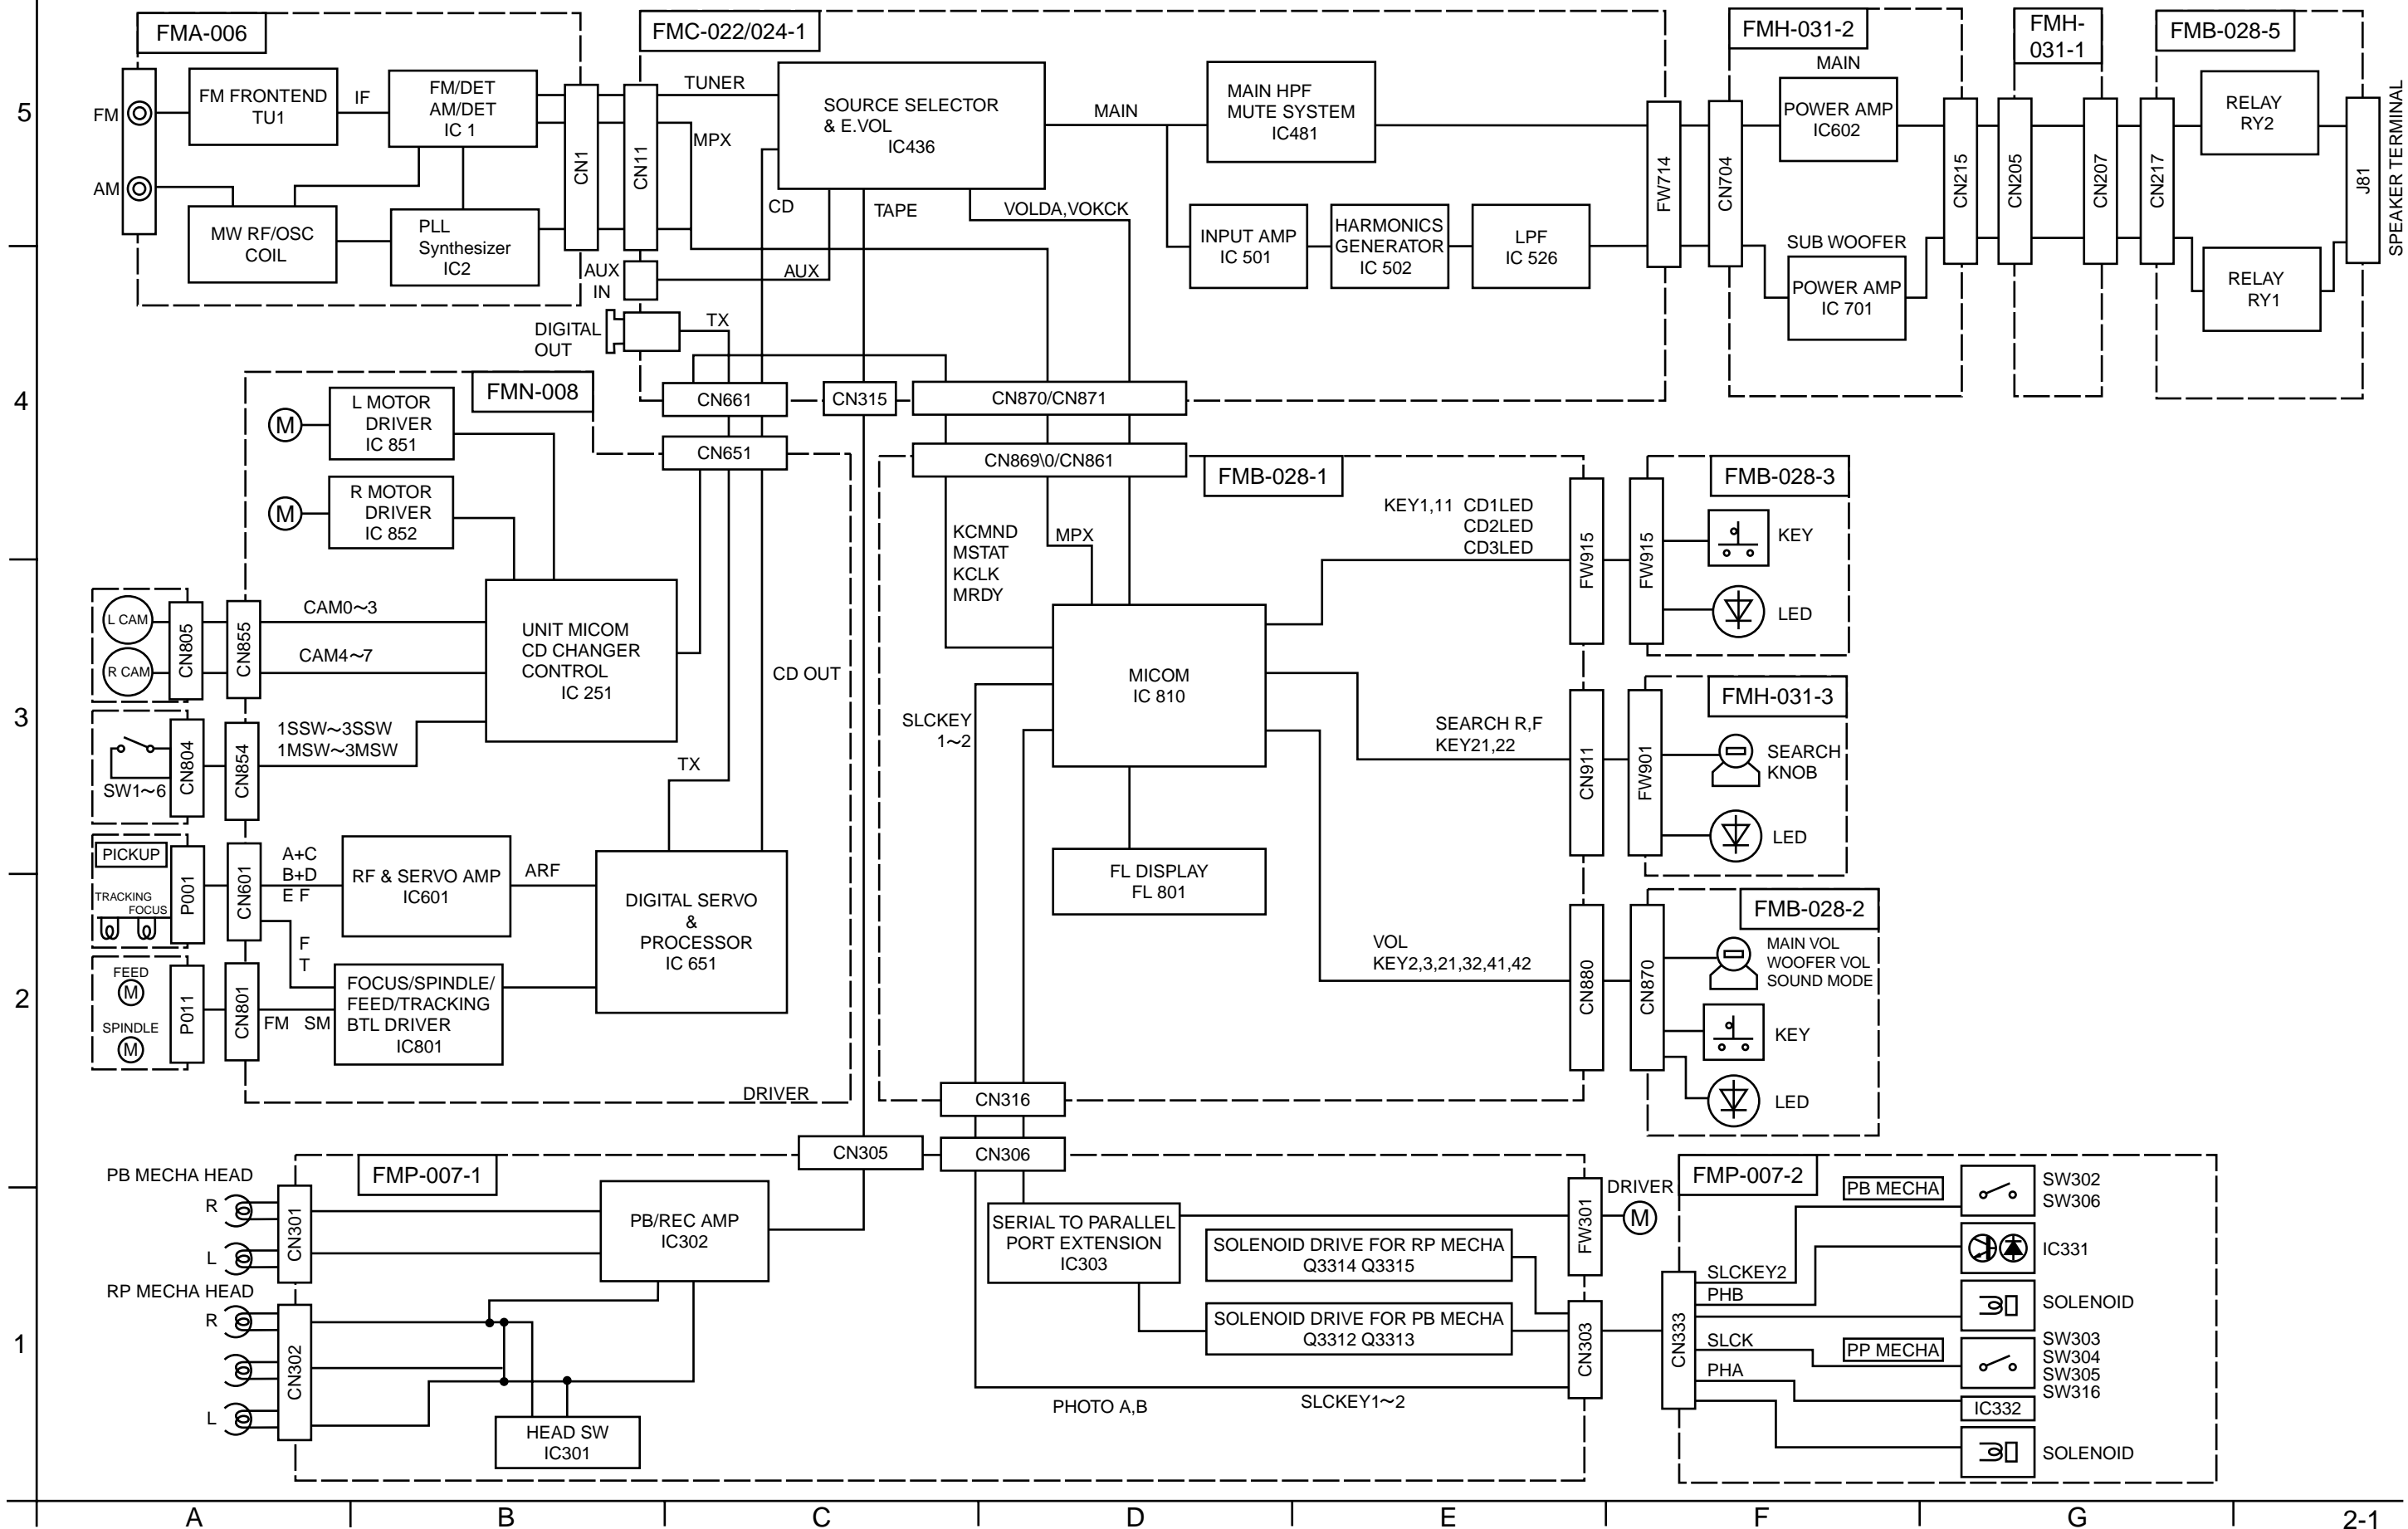 FMA-006
FM
AM
FM FRONTEND
TU1
IF
FM/DET
AM/DET
IC 1
MW RF/OSC
COIL
PLL
Synthesizer
IC2
CN1
CN11
FMC-022/024-1
TUNER
MPX
SOURCE SELECTOR
& E.VOL
IC436
CD
TAPE
VOLDA,VOKCK
AUX
IN
AUX
DIGITAL
OUT
TX
MAIN
MAIN HPF
MUTE SYSTEM
IC481
INPUT AMP
IC 501
HARMONICS
GENERATOR
IC 502
LPF
IC 526
FW714
CN704
FMH-031-2
MAIN
POWER AMP
IC602
SUB WOOFER
POWER AMP
IC 701
CN215
FMH-
031-1
CN205
CN207
FMB-028-5
CN217
RELAY
RY2
RELAY
RY1
J81
SPEAKER TERMINAL
5
4
3
2
1
CN661
CN315
CN870/CN871
FMN-008
M
L MOTOR
DRIVER
IC 851
M
R MOTOR
DRIVER
IC 852
CN651
L CAM
R CAM
CN805
CN855
CAM0～3
CAM4～7
UNIT MICOM
CD CHANGER
CONTROL
IC 251
SW1～6
CN804
CN854
1SSW～3SSW
1MSW～3MSW
TX
CD OUT
PICKUP
TRACKING
FOCUS
P001
CN601
A+C
B+D
E F
RF & SERVO AMP
IC601
ARF
F
T
DIGITAL SERVO
&
PROCESSOR
IC 651
FEED
M
SPINDLE
M
P011
CN801
FM SM
FOCUS/SPINDLE/
FEED/TRACKING
BTL DRIVER
IC801
DRIVER
CN869\0/CN861
FMB-028-1
KCMND
MSTAT
KCLK
MRDY
MPX
MICOM
IC 810
SLCKEY
1～2
FL DISPLAY
FL 801
KEY1,11 CD1LED
CD2LED
CD3LED
SEARCH R,F
KEY21,22
VOL
KEY2,3,21,32,41,42
FW915
FW915
CN911
FW901
CN880
CN870
FMB-028-3
KEY
LED
FMH-031-3
SEARCH
KNOB
LED
FMB-028-2
MAIN VOL
WOOFER VOL
SOUND MODE
KEY
LED
CN316
CN305
CN306
FMP-007-1
PB MECHA HEAD
R
L
CN301
RP MECHA HEAD
R
L
CN302
PB/REC AMP
IC302
HEAD SW
IC301
SERIAL TO PARALLEL
PORT EXTENSION
IC303
SOLENOID DRIVE FOR RP MECHA
Q3314 Q3315
SOLENOID DRIVE FOR PB MECHA
Q3312 Q3313
PHOTO A,B
SLCKEY1～2
FW301
DRIVER
M
CN303
FMP-007-2
CN333
PB MECHA
SW302
SW306
IC331
SLCKEY2
PHB
SOLENOID
SLCK
PP MECHA
SW303
SW304
SW305
SW316
PHA
IC332
SOLENOID
A
B
C
D
E
F
G
2-1